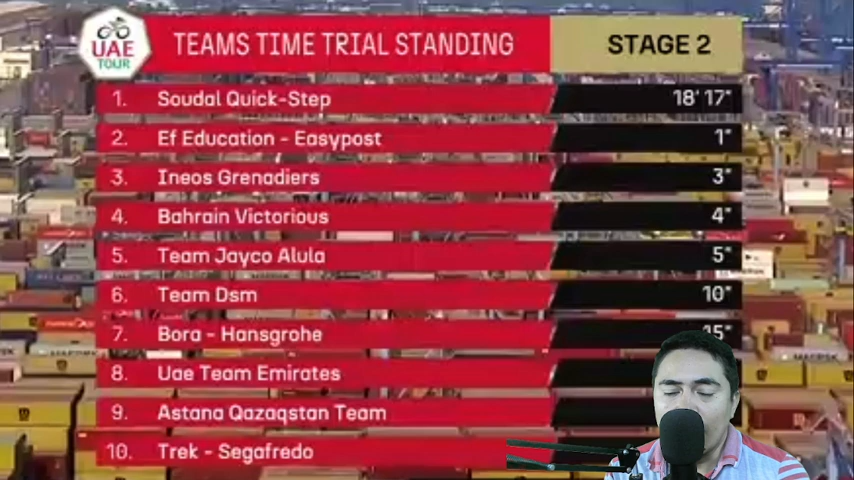 UAE
TOUR
TEAMS TIME TRIAL STANDING
STAGE 2
1. Soudal Quick-Step 18' 17"
2. Ef Education - Easypost 1"
3. Ineos Grenadiers 3"
4. Bahrain Victorious 4"
5. Team Jayco Alula 5"
6. Team Dsm 10"
7. Bora - Hansgrohe 15"
8. Uae Team Emirates
9. Astana Qazaqstan Team
10. Trek - Segafredo